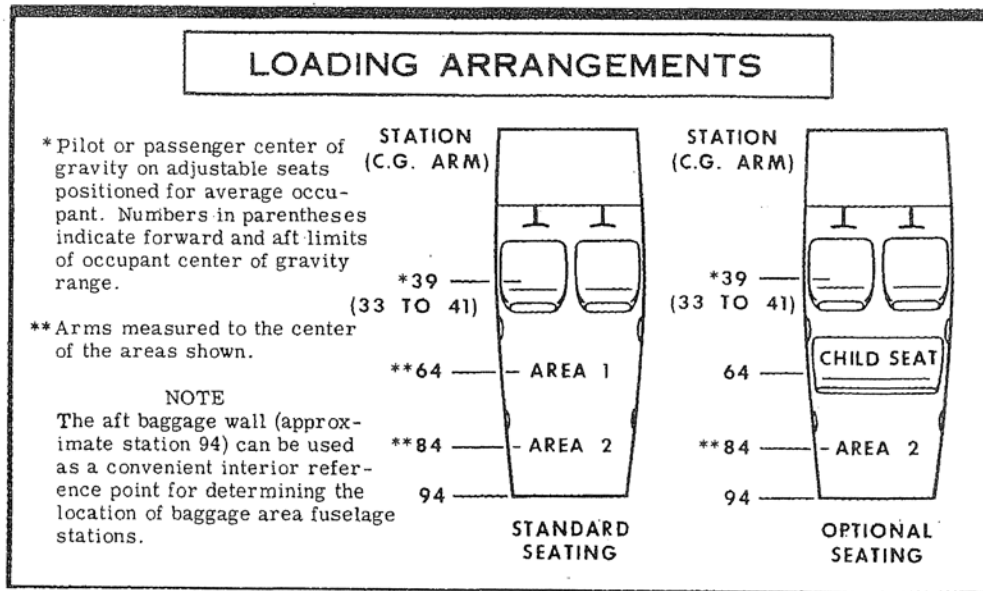 LOADING ARRANGEMENTS
*Pilot or passenger center of
gravity on adjustable seats
positioned for average occu-
pant. Numbers in parentheses
indicate forward and aft limits
of occupant center of gravity
range.
**Arms measured to the center
of the areas shown.
NOTE
The aft baggage wall (approx-
imate station 94) can be used
as a convenient interior refer-
ence point for determining the
location of baggage area fuselage
stations.
STATION
(C.G. ARM)
*39
(33 TO 41)
**64
AREA 1
**84
AREA 2
94
STANDARD
SEATING
STATION
(C.G. ARM)
*39
(33 TO 41)
64
CHILD SEAT
**84
AREA 2
94
OPTIONAL
SEATING